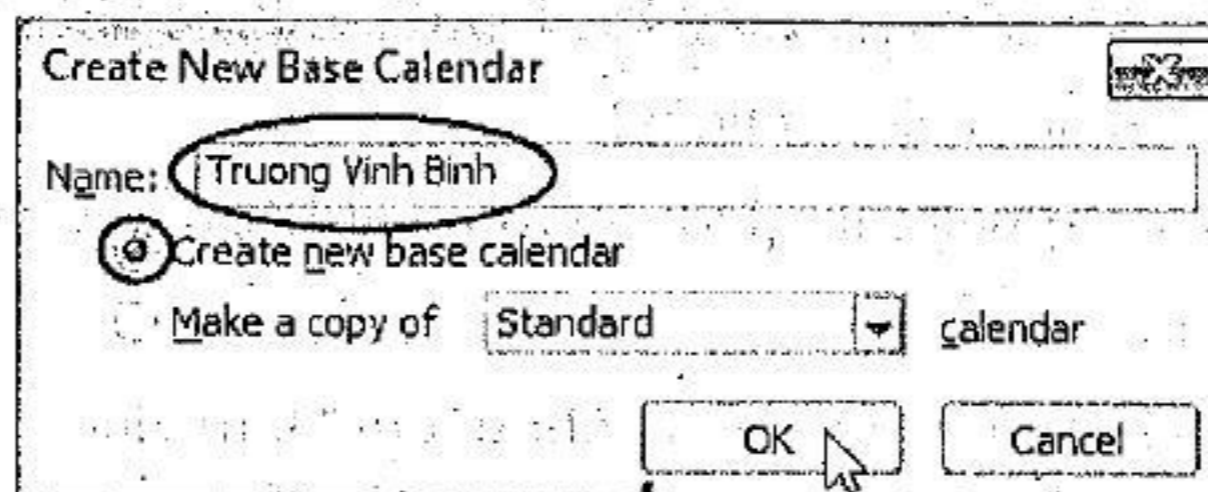 Create New Base Calendar
Name: Truong Vinh Binh
Create new base calendar
Make a copy of Standard calendar
OK Cancel